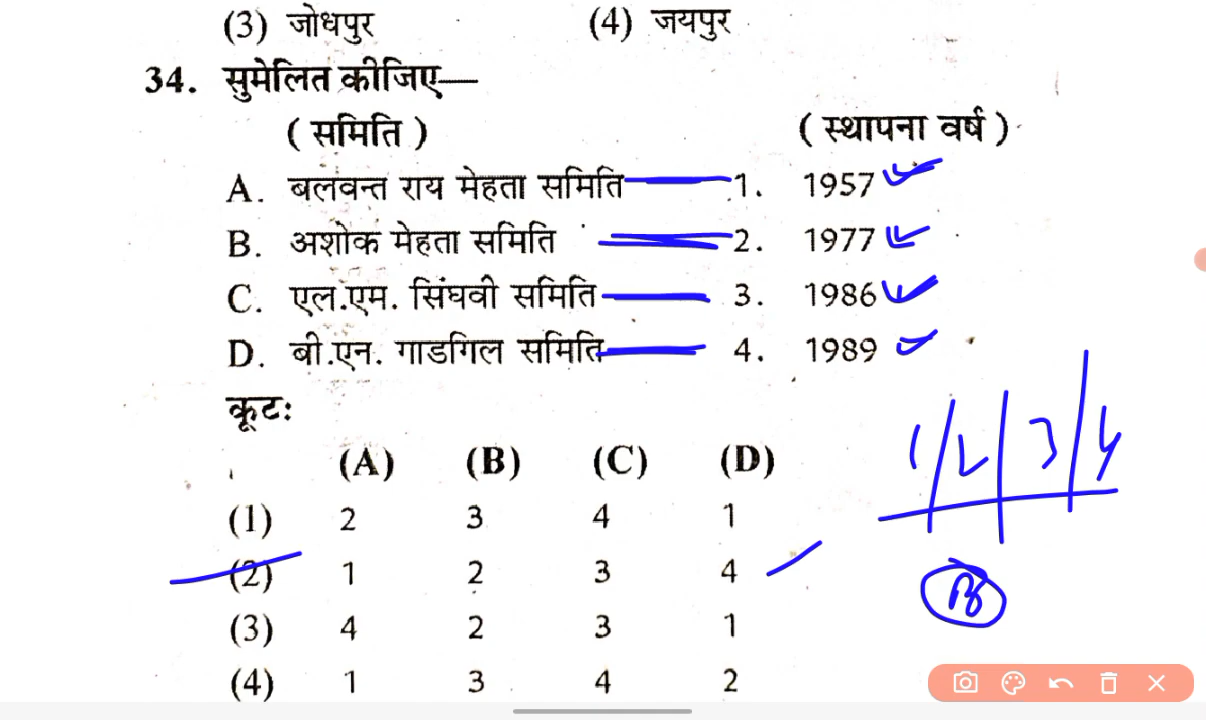 (3) जोधपुर (4) जयपुर
34. सुमेलित कीजिए—
( समिति ) ( स्थापना वर्ष )
A. बलवन्त राय मेहता समिति 1. 1957
B. अशोक मेहता समिति 2. 1977
C. एल.एम. सिंघवी समिति 3. 1986
D. बी.एन. गाडगिल समिति 4. 1989
कूटः
(A) (B) (C) (D)
1 2 3 4
(1) 2 3 4 1
(2) 1 2 3 4
B
(3) 4 2 3 1
(4) 1 3 4 2